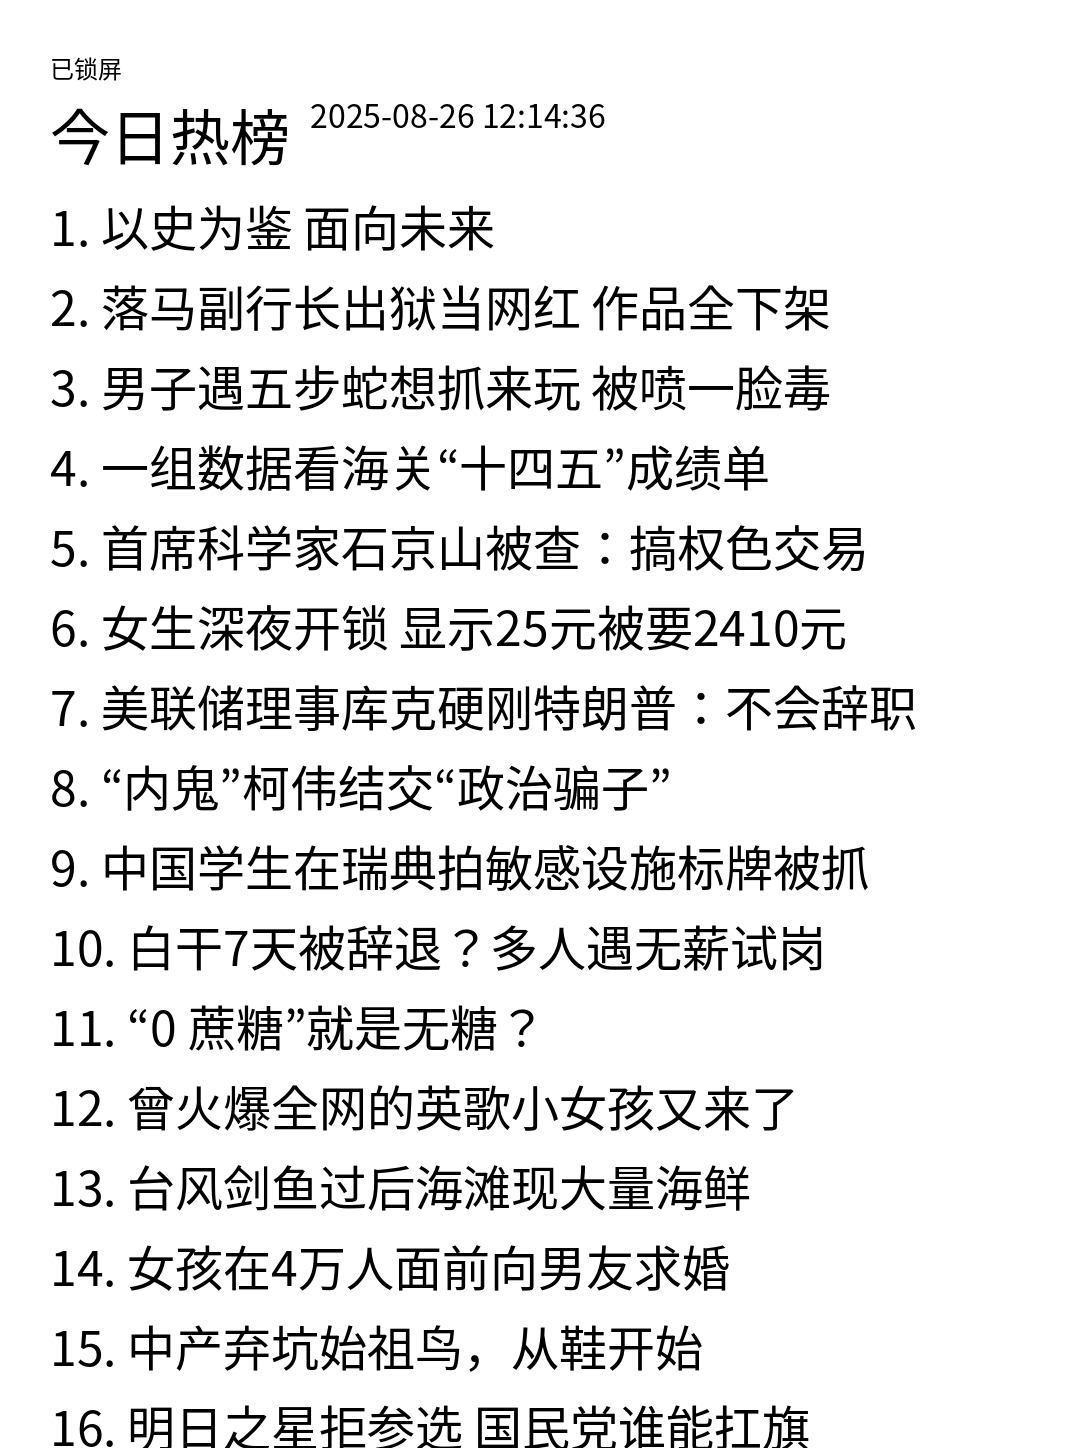 已锁屏
今日热榜 2025-08-26 12:14:36
1. 以史为鉴 面向未来
2. 落马副行长出狱当网红 作品全下架
3. 男子遇五步蛇想抓来玩 被喷一脸毒
4. 一组数据看海关“十四五”成绩单
5. 首席科学家石京山被查：搞权色交易
6. 女生深夜开锁 显示25元被要2410元
7. 美联储理事库克硬刚特朗普：不会辞职
8. “内鬼”柯伟结交“政治骗子”
9. 中国学生在瑞典拍敏感设施标牌被抓
10. 白干7天被辞退？多人遇无薪试岗
11. “0 蔗糖”就是无糖？
12. 曾火爆全网的英歌小女孩又来了
13. 台风剑鱼过后海滩现大量海鲜
14. 女孩在4万人面前向男友求婚
15. 中产弃坑始祖鸟，从鞋开始
16. 明日之星拒参选 国民党谁能扛旗